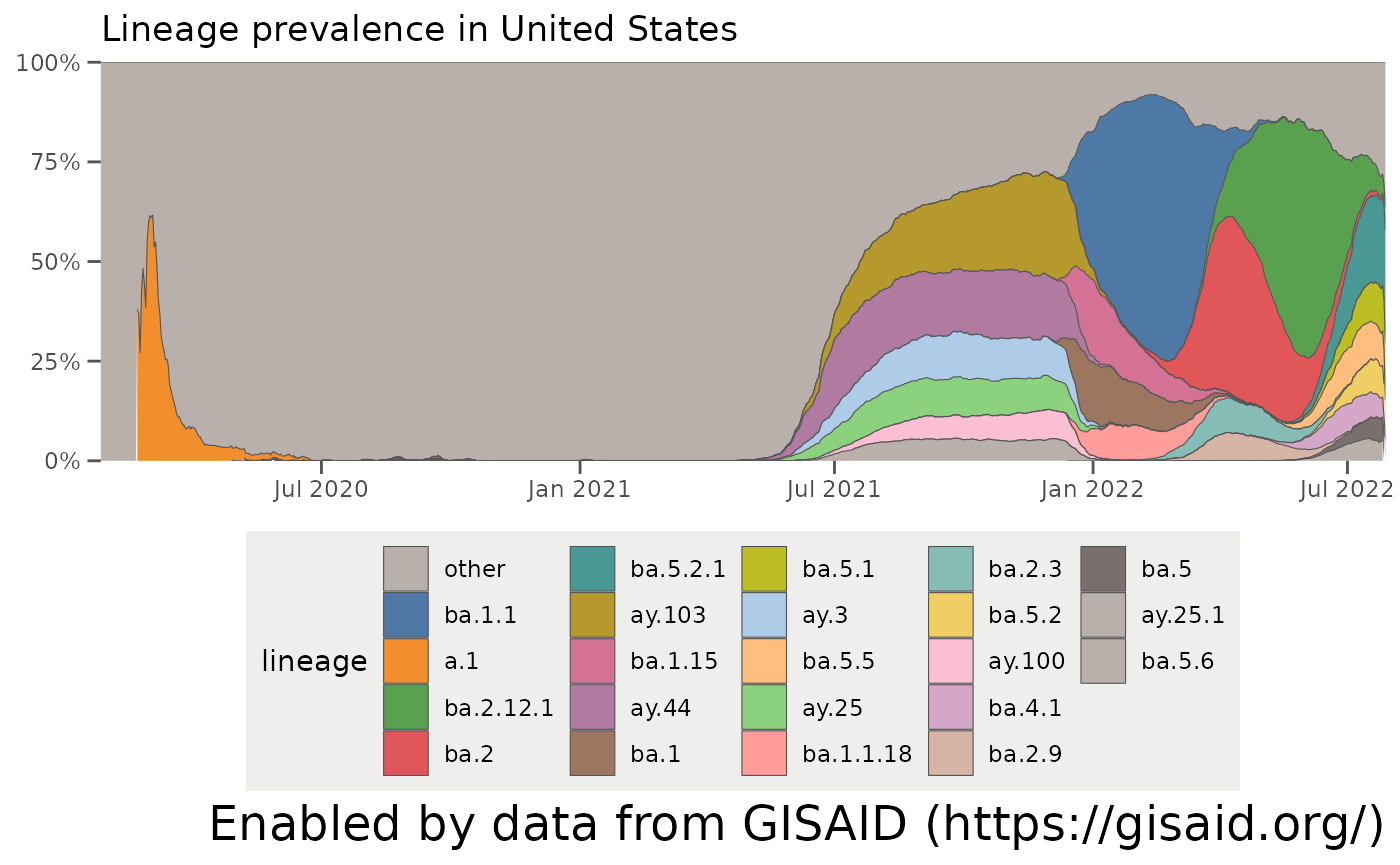 Lineage prevalence in United States
100%
75%
50%
25%
0%
Jul 2020 Jan 2021 Jul 2021 Jan 2022 Jul 2022
lineage
other ba.5.2.1 ba.5.1 ba.2.3 ba.5
ba.1.1 ay.103 ay.3 ba.5.2 ay.25.1
a.1 ba.1.15 ba.5.5 ay.100 ba.5.6
ba.2.12.1 ay.44 ay.25 ba.4.1
ba.2 ba.1 ba.1.1.18 ba.2.9
Enabled by data from GISAID (https://gisaid.org/)